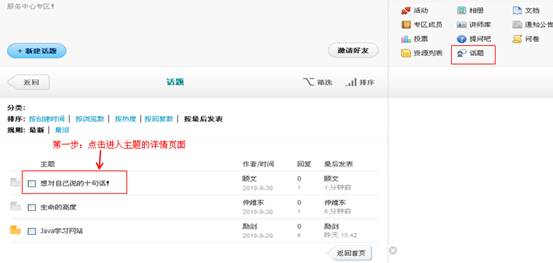 服务中心专区!
+ 新建话题
邀请好友
返回
话题
筛选
排序
分类:
排序: 按创建时间 | 按浏览数 | 按热度 | 按回复数 | 按最后发表
规则: 最新 | 最旧
第一步：点击进入主题的详情页面
主题 作者/时间 回复 最后发表
想对自己说的十句话! 顾文 0 顾文
2010-9-30 1 1分钟前
生命的高度 仲维东 0 仲维东
2010-9-30 1 6分钟前
Java学习网站 励剑 0 励剑
2010-9-29 4 昨天 15:42
返回首页
活动 相册 文档
专区成员 讲师库 通知公告
投票 提问吧 问卷
资源列表 话题